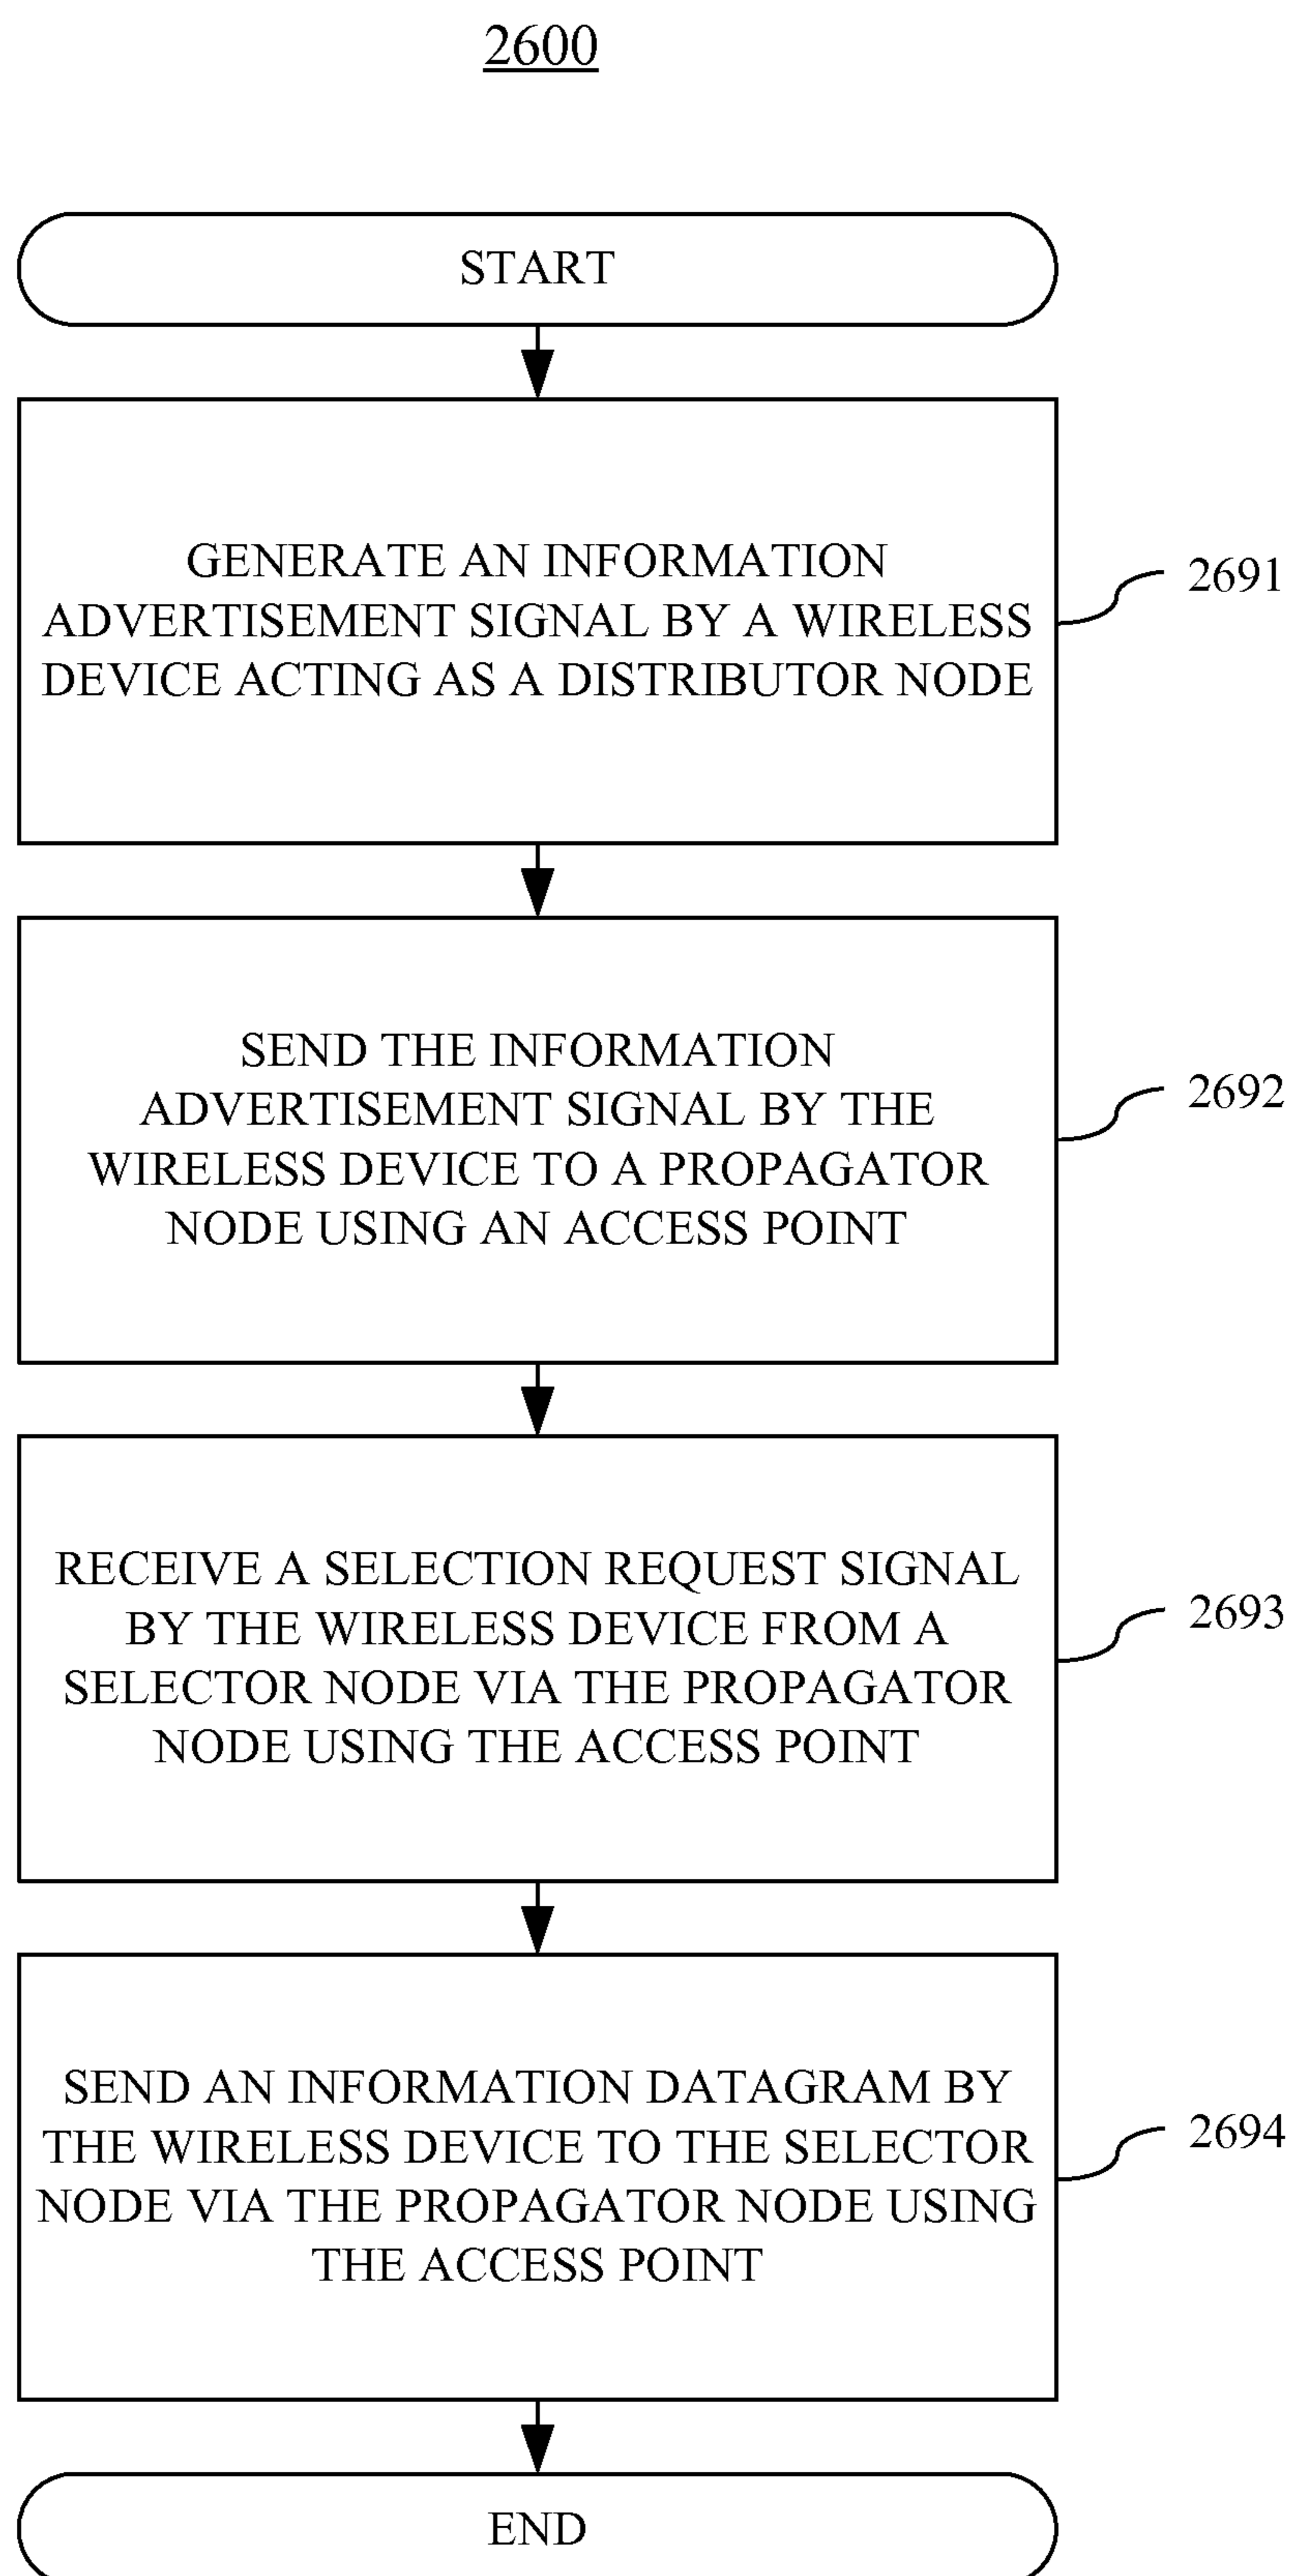 2600
START
GENERATE AN INFORMATION
ADVERTISEMENT SIGNAL BY A WIRELESS
DEVICE ACTING AS A DISTRIBUTOR NODE
2691
SEND THE INFORMATION
ADVERTISEMENT SIGNAL BY THE
WIRELESS DEVICE TO A PROPAGATOR
NODE USING AN ACCESS POINT
2692
RECEIVE A SELECTION REQUEST SIGNAL
BY THE WIRELESS DEVICE FROM A
SELECTOR NODE VIA THE PROPAGATOR
NODE USING THE ACCESS POINT
2693
SEND AN INFORMATION DATAGRAM BY
THE WIRELESS DEVICE TO THE SELECTOR
NODE VIA THE PROPAGATOR NODE USING
THE ACCESS POINT
2694
END